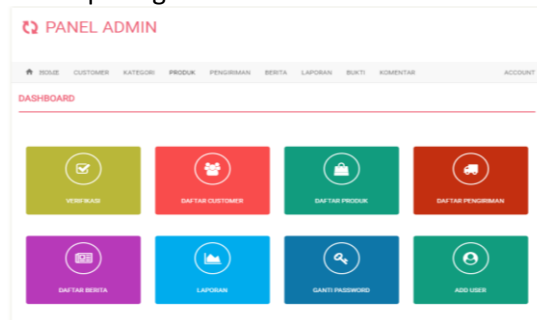 PANEL ADMIN
HOME CUSTOMER KATEGORI PRODUK PENGIRIMAN BERITA LAPORAN BUKTI KOMENTAR ACCOUNT
DASHBOARD
VERIFIKASI DAFTAR CUSTOMER DAFTAR PRODUK DAFTAR PENGIRIMAN
DAFTAR BERITA LAPORAN GANTI PASSWORD ADD USER